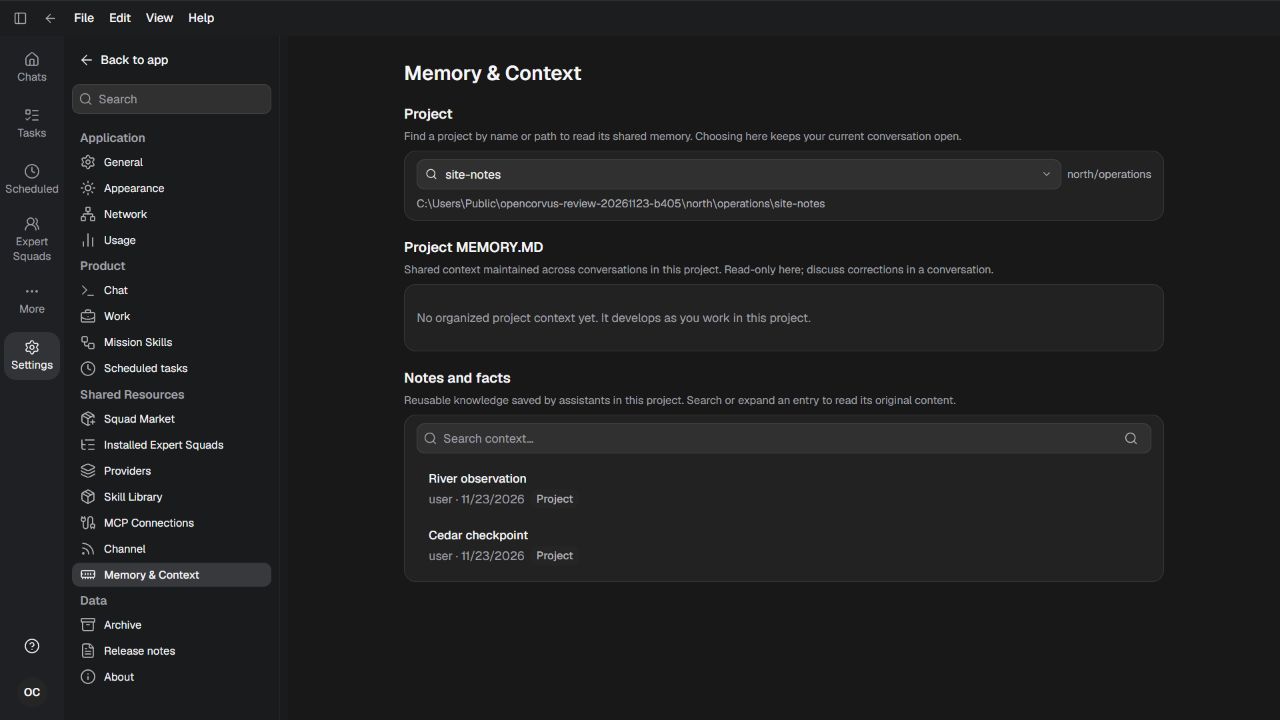 File Edit View Help
Chats
Tasks
Scheduled
Expert
Squads
More
Settings
OC
Back to app
Search
Application
General
Appearance
Network
Usage
Product
Chat
Work
Mission Skills
Scheduled tasks
Shared Resources
Squad Market
Installed Expert Squads
Providers
Skill Library
MCP Connections
Channel
Memory & Context
Data
Archive
Release notes
About
Memory & Context
Project
Find a project by name or path to read its shared memory. Choosing here keeps your current conversation open.
site-notes north/operations
C:\Users\Public\opencorvus-review-20261123-b405\north\operations\site-notes
Project MEMORY.MD
Shared context maintained across conversations in this project. Read-only here; discuss corrections in a conversation.
No organized project context yet. It develops as you work in this project.
Notes and facts
Reusable knowledge saved by assistants in this project. Search or expand an entry to read its original content.
Search context...
River observation
user · 11/23/2026 Project
Cedar checkpoint
user · 11/23/2026 Project